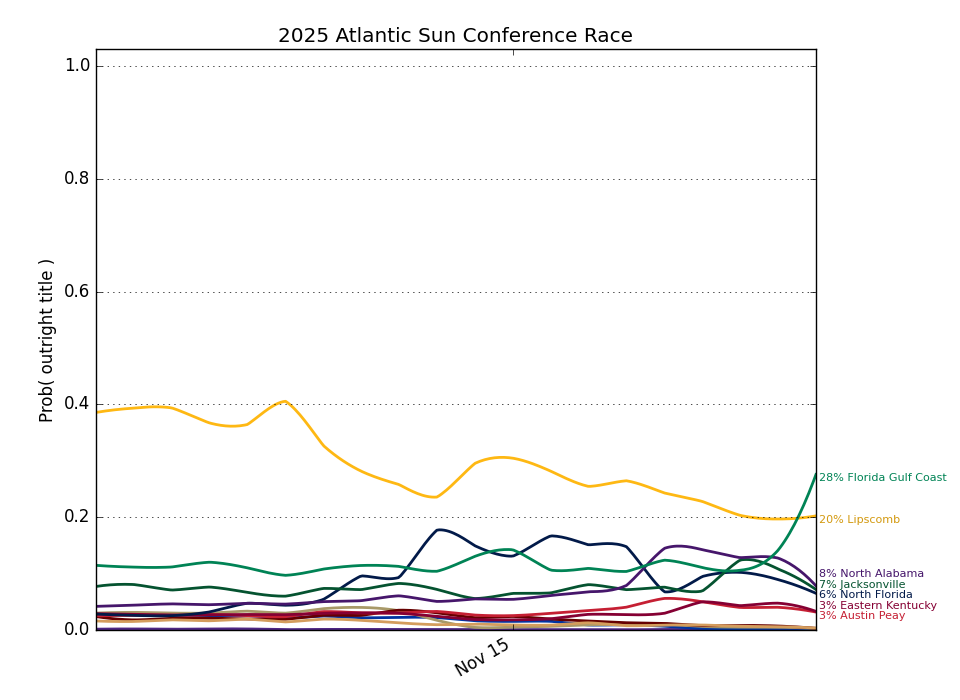 2025 Atlantic Sun Conference Race
Prob( outright title )
1.0
0.8
0.6
0.4
0.2
0.0
Nov 15
28% Florida Gulf Coast
20% Lipscomb
8% North Alabama
7% Jacksonville
6% North Florida
3% Eastern Kentucky
3% Austin Peay